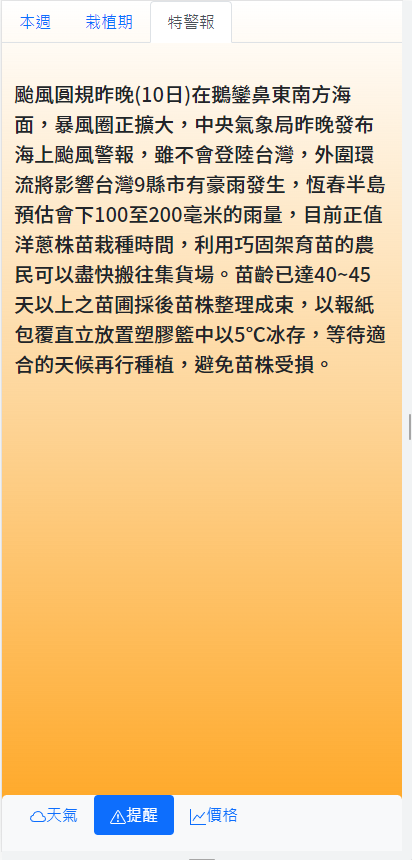 本週 栽植期 特警報
颱風圓規昨晚(10日)在鵝鑾鼻東南方海
面，暴風圈正擴大，中央氣象局昨晚發布
海上颱風警報，雖不會登陸台灣，外圍環
流將影響台灣9縣市有豪雨發生，恆春半島
預估會下100至200毫米的雨量，目前正值
洋蔥株苗栽種時間，利用巧固架育苗的農
民可以盡快搬往集貨場。苗齡已達40~45
天以上之苗圃採後苗株整理成束，以報紙
包覆直立放置塑膠籃中以5°C冰存，等待適
合的天候再行種植，避免苗株受損。
天氣 提醒 價格